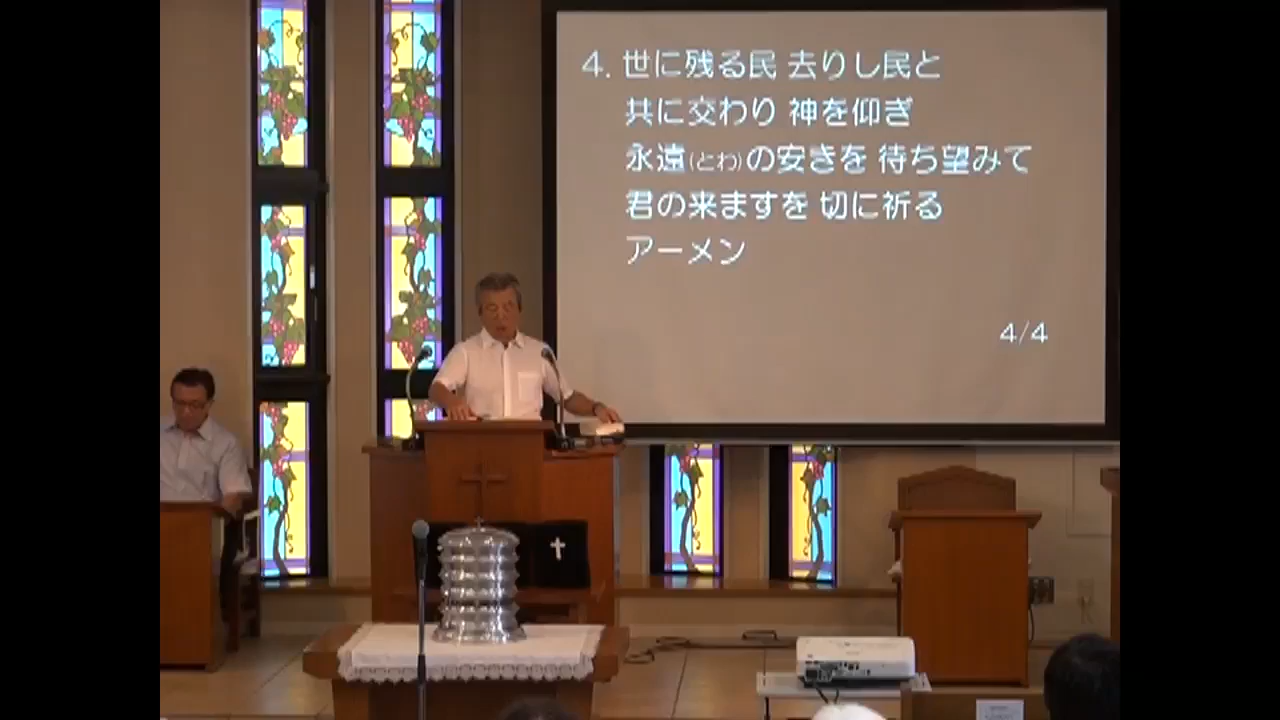 4. 世に残る民 去りし民と
共に交わり 神を仰ぎ
永遠(とわ)の安きを 待ち望みて
君の来ますを 切に祈る
アーメン
4/4